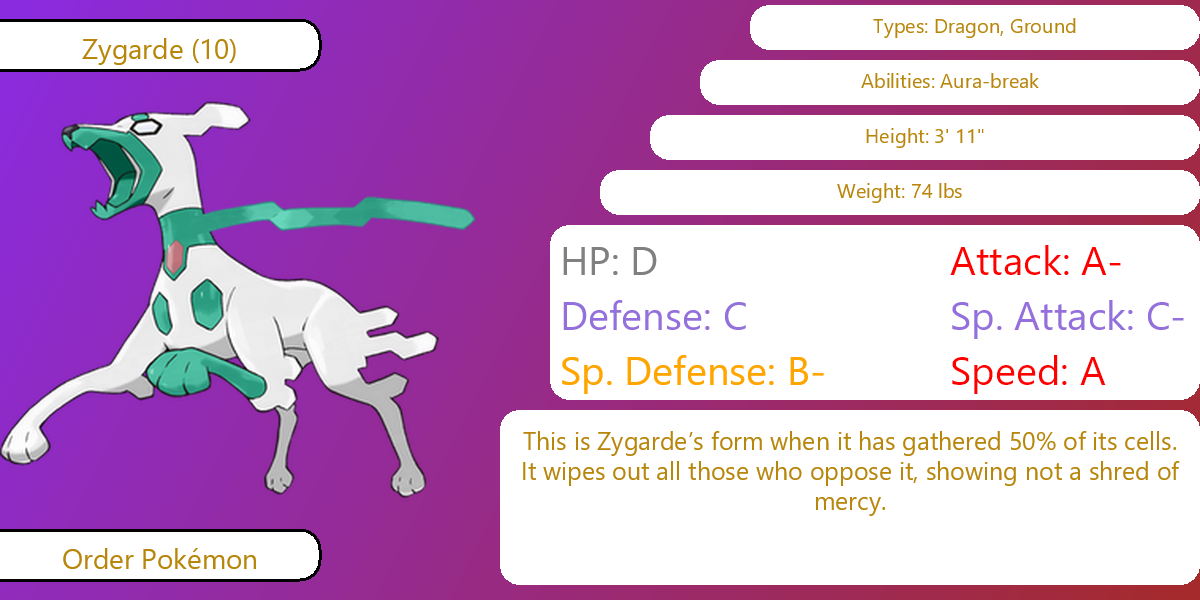 Zygarde (10)
Types: Dragon, Ground
Abilities: Aura-break
Height: 3' 11"
Weight: 74 lbs
HP: D
Attack: A-
Defense: C
Sp. Attack: C-
Sp. Defense: B-
Speed: A
This is Zygarde’s form when it has gathered 50% of its cells.
It wipes out all those who oppose it, showing not a shred of
mercy.
Order Pokémon